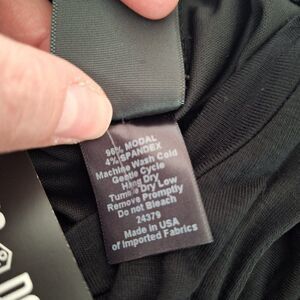 96% MODAL
4% SPANDEX
Machine Wash Cold
Gentle Cycle
Hang Dry
Tumble Dry Low
Remove Promptly
Do not Bleach
24379
Made in USA
of Imported Fabrics